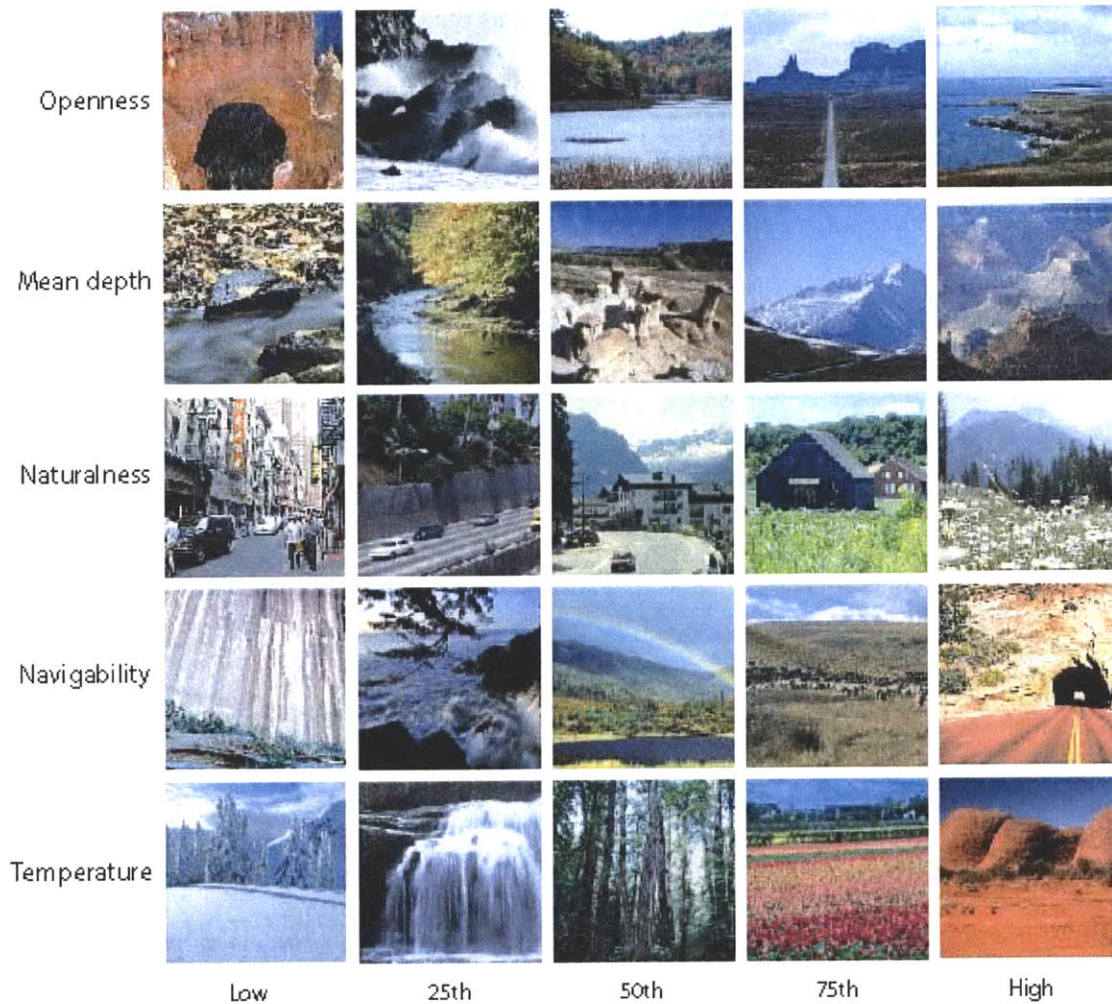 Openness
Mean depth
Naturalness
Navigability
Temperature
Low 25th 50th 75th High